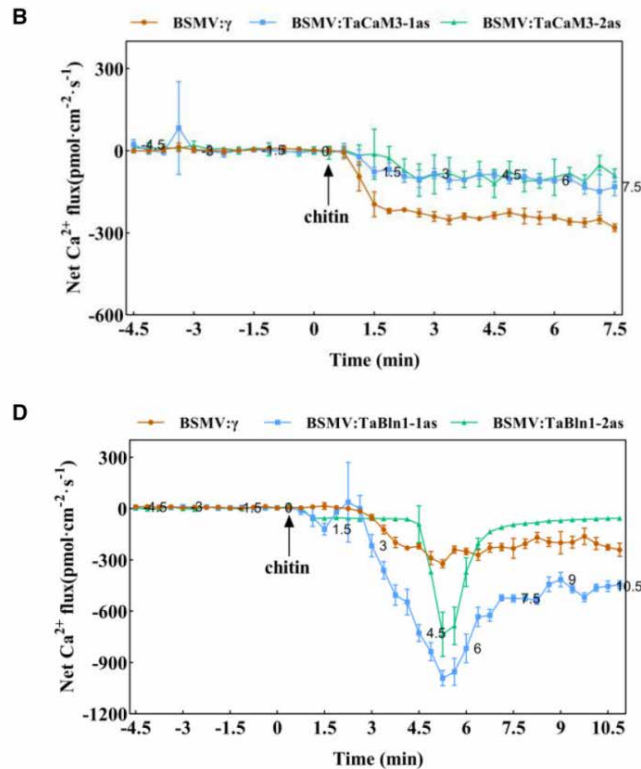 B
BSMV:γ BSMV:TaCaM3-1as BSMV:TaCaM3-2as
Net Ca²⁺ flux(pmol·cm⁻²·s⁻¹)
300
0
-300
-600
-4.5 -3 -1.5 0 1.5 3 4.5 6 7.5
chitin
-4.5 -3 -1.5 0 1.5 3 4.5 6 7.5
Time (min)
D
BSMV:γ BSMV:TaBln1-1as BSMV:TaBln1-2as
Net Ca²⁺ flux(pmol·cm⁻²·s⁻¹)
300
0
-300
-600
-900
-1200
-4.5 -3 -1.5 0 1.5 3 4.5 6 7.5 9 10.5
chitin
-4.5 -3 -1.5 0 1.5 3 4.5 6 7.5 9 10.5
Time (min)